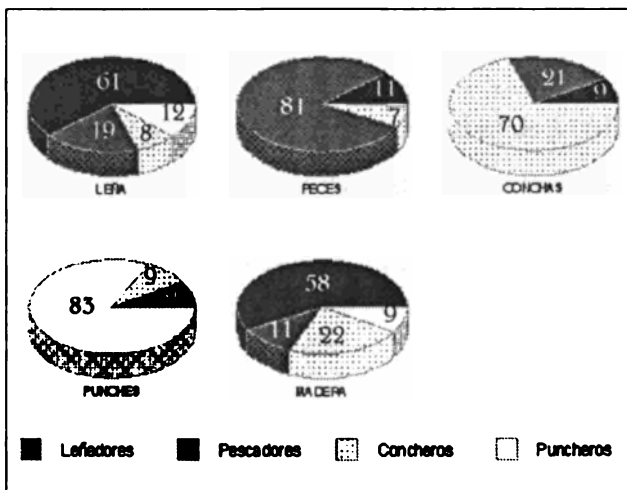 61
19
8
12
LEÑA
81
11
7
PECES
70
21
9
CONCHAS
83
9
PUNCHES
58
11
22
9
MADERA
Leñadores Pescadores Concheros Puncheros